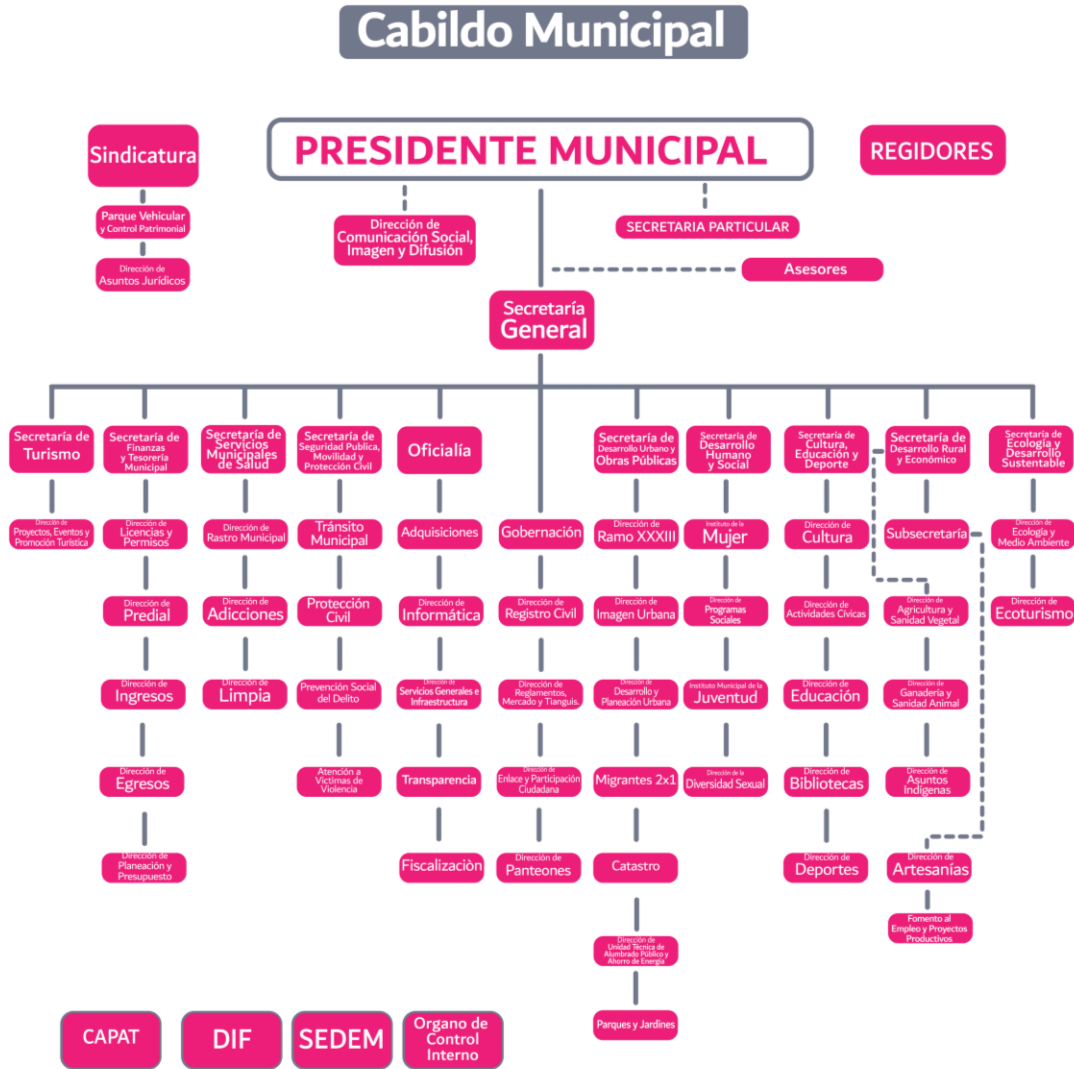 Cabildo Municipal
Sindicatura
PRESIDENTE MUNICIPAL
REGIDORES
Parque Vehicular
y Control Patrimonial
Dirección de
Asuntos Jurídicos
Dirección de
Comunicación Social,
Imagen y Difusión
SECRETARIA PARTICULAR
Asesores
Secretaría
General
Secretaría de
Turismo
Secretaría de
Finanzas
y Tesorería
Municipal
Secretaría de
Servicios
Municipales
de Salud
Secretaría de
Seguridad Publica,
Movilidad y
Protección Civil
Oficialía
Secretaría de
Desarrollo Urbano y
Obras Públicas
Secretaría de
Desarrollo
Humano
y Social
Secretaría de
Cultura,
Educación y
Deporte
Secretaría de
Desarrollo Rural
y Económico
Secretaría de
Ecología y
Desarrollo
Sustentable
Dirección de
Proyectos, Eventos y
Promoción Turística
Dirección de
Licencias y
Permisos
Dirección de
Rastro Municipal
Tránsito
Municipal
Adquisiciones
Gobernación
Dirección de
Ramo XXXIII
Instituto de la
Mujer
Dirección de
Cultura
Subsecretaría
Dirección de
Ecología y
Medio Ambiente
Dirección de
Predial
Dirección de
Adicciones
Protección
Civil
Dirección de
Informática
Dirección de
Registro Civil
Dirección de
Imagen Urbana
Dirección de
Programas
Sociales
Dirección de
Actividades Cívicas
Dirección de
Agricultura y
Sanidad Vegetal
Dirección de
Ecoturismo
Dirección de
Ingresos
Dirección de
Limpia
Prevención Social
del Delito
Dirección de
Servicios Generales e
Infraestructura
Dirección de
Reglamentos,
Mercado y Tianguis.
Dirección de
Desarrollo y
Planeación Urbana
Instituto Municipal de la
Juventud
Dirección de
Educación
Dirección de
Ganadería y
Sanidad Animal
Dirección de
Egresos
Atención a
Víctimas de
Violencia
Transparencia
Dirección de
Enlace y Participación
Ciudadana
Migrantes 2x1
Dirección de la
Diversidad Sexual
Dirección de
Bibliotecas
Dirección de
Asuntos
Indígenas
Dirección de
Planeación y
Presupuesto
Fiscalizaciòn
Dirección de
Panteones
Catastro
Dirección de
Deportes
Dirección de
Artesanías
Fomento al
Empleo y Proyectos
Productivos
Dirección de
Unidad Técnica de
Alumbrado Público y
Ahorro de Energía
Parques y Jardines
CAPAT
DIF
SEDEM
Organo de
Control
Interno